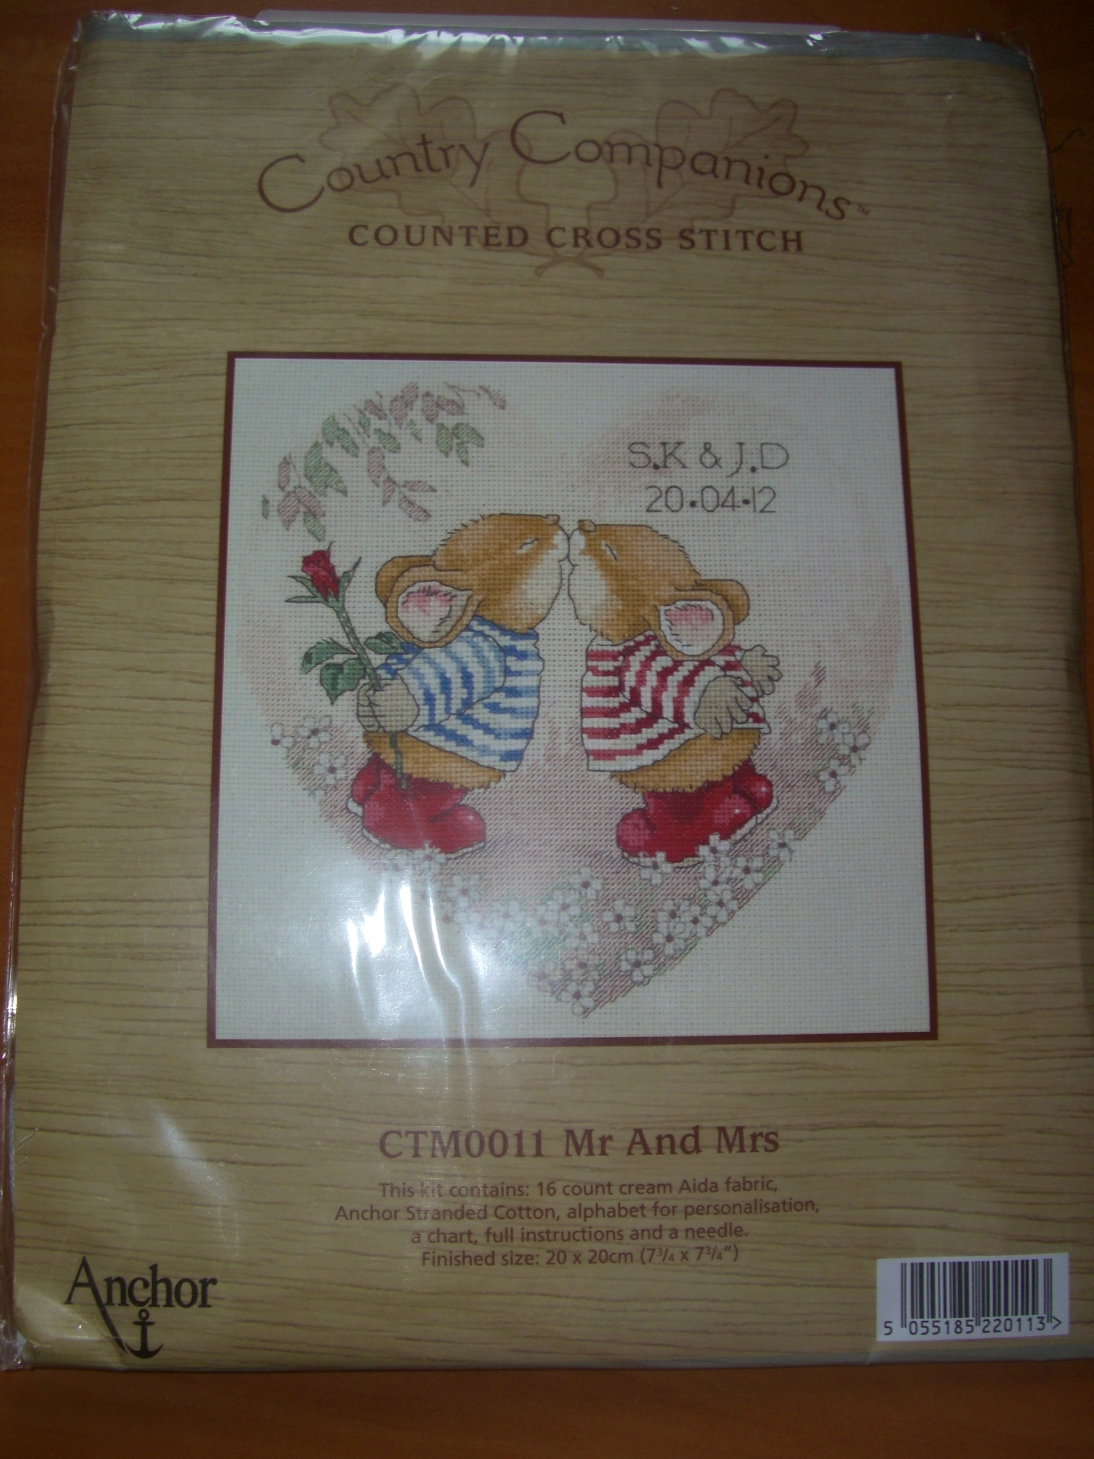 Country Companions™
COUNTED CROSS STITCH
S.K & J.D
20•04•12
CTM0011 Mr And Mrs
This kit contains: 16 count cream Aida fabric,
Anchor Stranded Cotton, alphabet for personalisation,
a chart, full instructions and a needle.
Finished size: 20 x 20cm (7¾ x 7¾")
Anchor
5 055185 220113 >